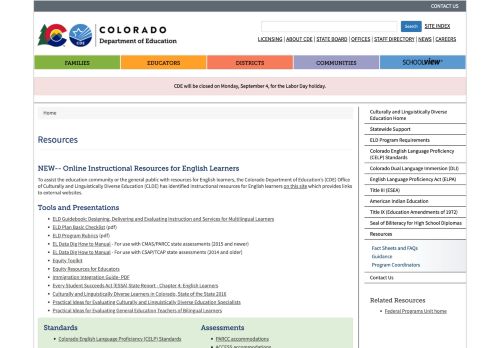 CONTACT US
COLORADO
Department of Education
CDE
Search
SITE INDEX
LICENSING | ABOUT CDE | STATE BOARD | OFFICES | STAFF DIRECTORY | NEWS | CAREERS
FAMILIES
EDUCATORS
DISTRICTS
COMMUNITIES
SCHOOLVIEW
CDE will be closed on Monday, September 4, for the Labor Day holiday.
Home
Resources
NEW-- Online Instructional Resources for English Learners
To assist the education community or the general public with resources for English learners, the Colorado Department of Education's (CDE) Office
of Culturally and Linguistically Diverse Education (CLDE) has identified instructional resources for English learners on this site which provides links
to external websites.
Tools and Presentations
ELD Guidebook: Designing, Delivering and Evaluating Instruction and Services for Multilingual Learners
ELD Plan Basic Checklist (pdf)
ELD Program Rubrics (pdf)
EL Data Dig How to Manual - For use with CMAS/PARCC state assessments (2015 and newer)
EL Data Dig How to Manual - For use with CSAP/TCAP state assessments (2014 and older)
Equity Toolkit
Equity Resources for Educators
Immigration Integration Guide- PDF
Every Student Succeeds Act (ESSA) State Report - Chapter 4: English Learners
Culturally and Linguistically Diverse Learners in Colorado, State of the State 2016
Practical Ideas for Evaluating Culturally and Linguistically Diverse Education Specialists
Practical Ideas for Evaluating General Education Teachers of Bilingual Learners
Standards
Colorado English Language Proficiency (CELP) Standards
Assessments
PARCC accommodations
ACCESS accommodations
Culturally and Linguistically Diverse
Education Home
Statewide Support
ELD Program Requirements
Colorado English Language Proficiency
(CELP) Standards
Colorado Dual Language Immersion (DLI)
English Language Proficiency Act (ELPA)
Title III (ESEA)
American Indian Education
Title IX (Education Amendments of 1972)
Seal of Biliteracy for High School Diplomas
Resources
Fact Sheets and FAQs
Guidance
Program Coordinators
Contact Us
Related Resources
Federal Programs Unit home